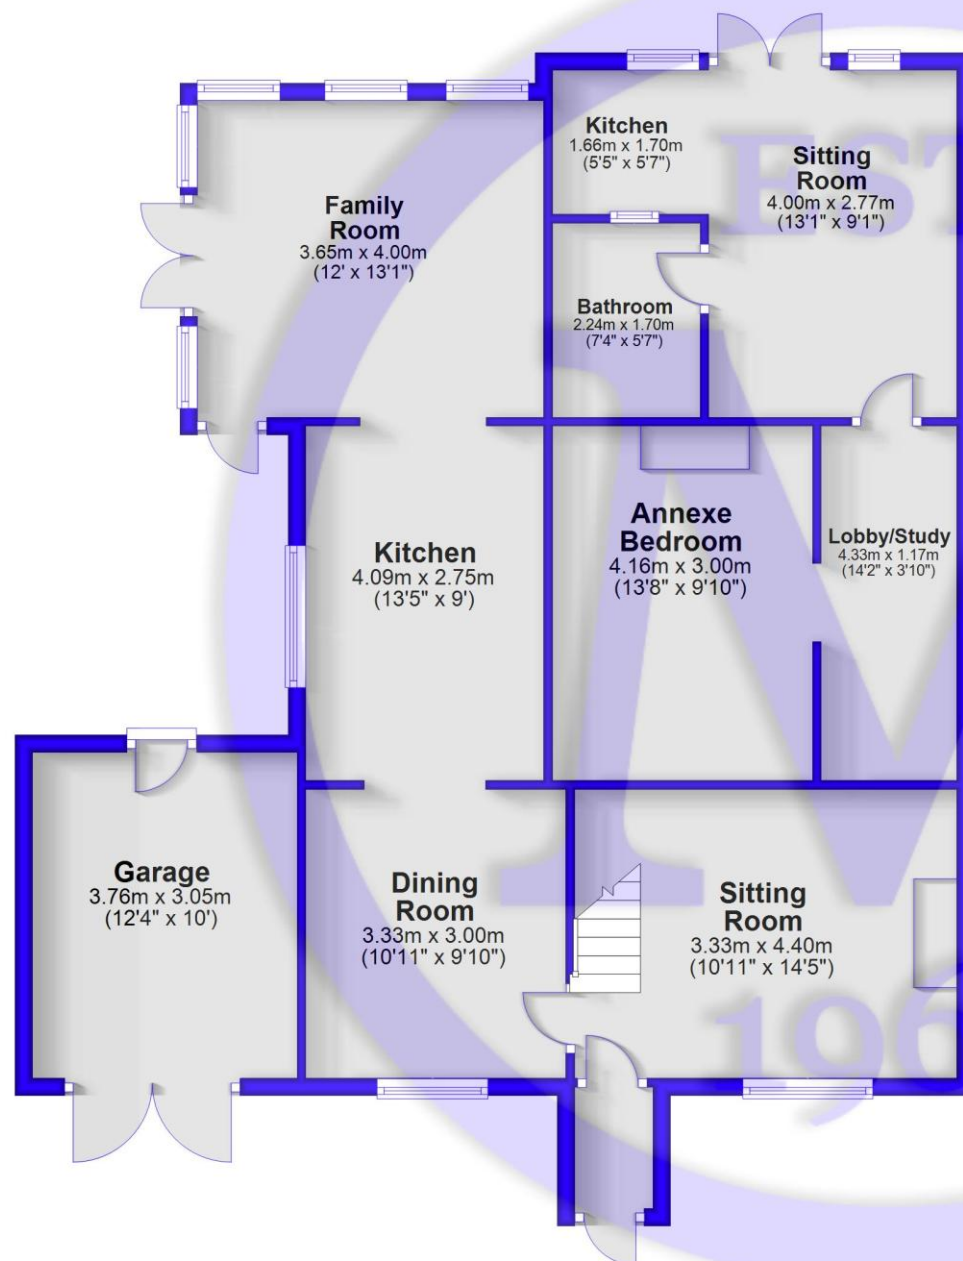 Kitchen
1.66m x 1.70m
(5'5" x 5'7")
Sitting
Room
4.00m x 2.77m
(13'1" x 9'1")
Family
Room
3.65m x 4.00m
(12' x 13'1")
Bathroom
2.24m x 1.70m
(7'4" x 5'7")
Kitchen
4.09m x 2.75m
(13'5" x 9')
Annexe
Bedroom
4.16m x 3.00m
(13'8" x 9'10")
Lobby/Study
4.33m x 1.17m
(14'2" x 3'10")
Garage
3.76m x 3.05m
(12'4" x 10')
Dining
Room
3.33m x 3.00m
(10'11" x 9'10")
Sitting
Room
3.33m x 4.40m
(10'11" x 14'5")
EST
M
196